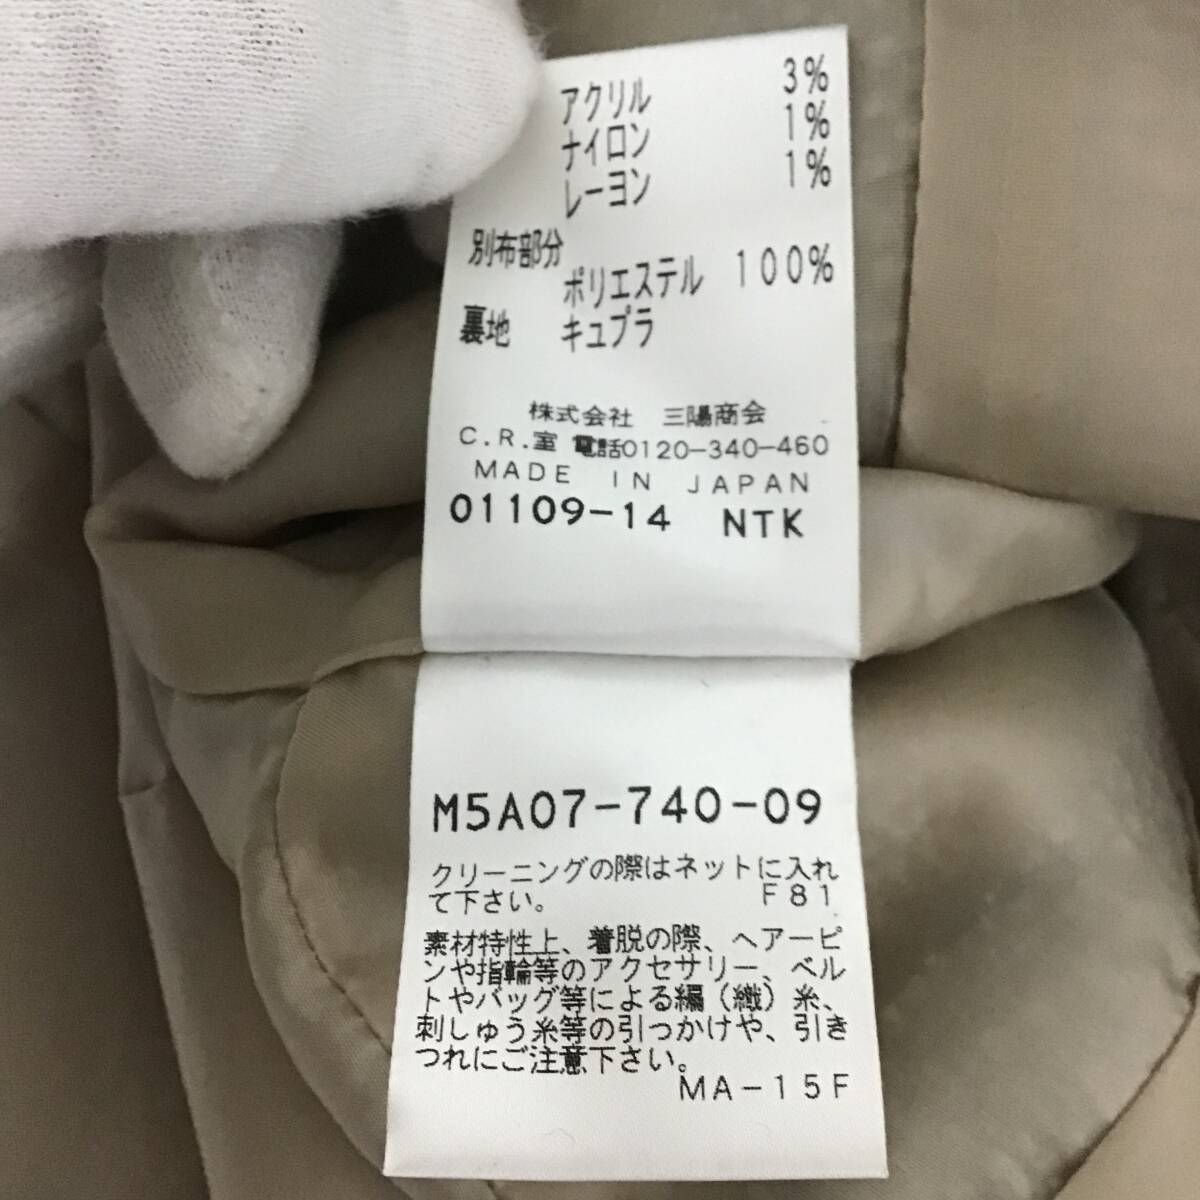 アクリル 3%
ナイロン 1%
レーヨン 1%
別布部分
ポリエステル 100%
裏地 キュプラ
株式会社 三陽商会
C.R.室 電話0120-340-460
MADE IN JAPAN
01109-14 NTK
M5A07-740-09
クリーニングの際はネットに入れ
て下さい。 F81
素材特性上、着脱の際、ヘアーピ
ンや指輪等のアクセサリー、ベル
トやバッグ等による編（織）糸、
刺しゅう糸等の引っかけや、引き
つれにご注意下さい。
MA-15F